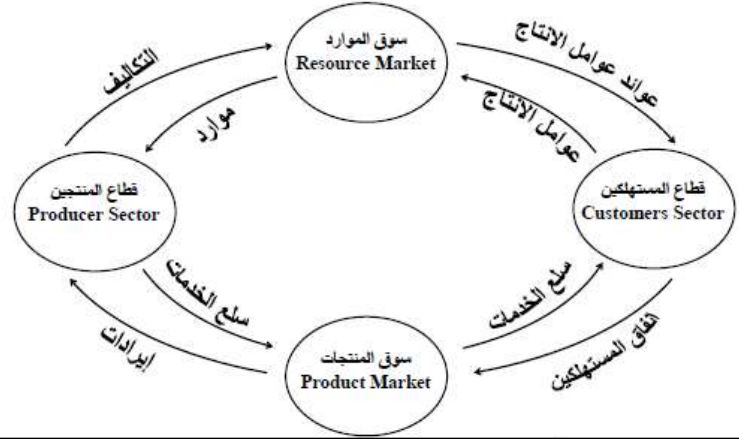 سوق الموارد
Resource Market
التكاليف
موارد
عوائد عوامل الانتاج
عوامل الانتاج
قطاع المنتجين
Producer Sector
قطاع المستهلكين
Customers Sector
سلع الخدمات
إيرادات
سلع الخدمات
انفاق المستهلكين
سوق المنتجات
Product Market